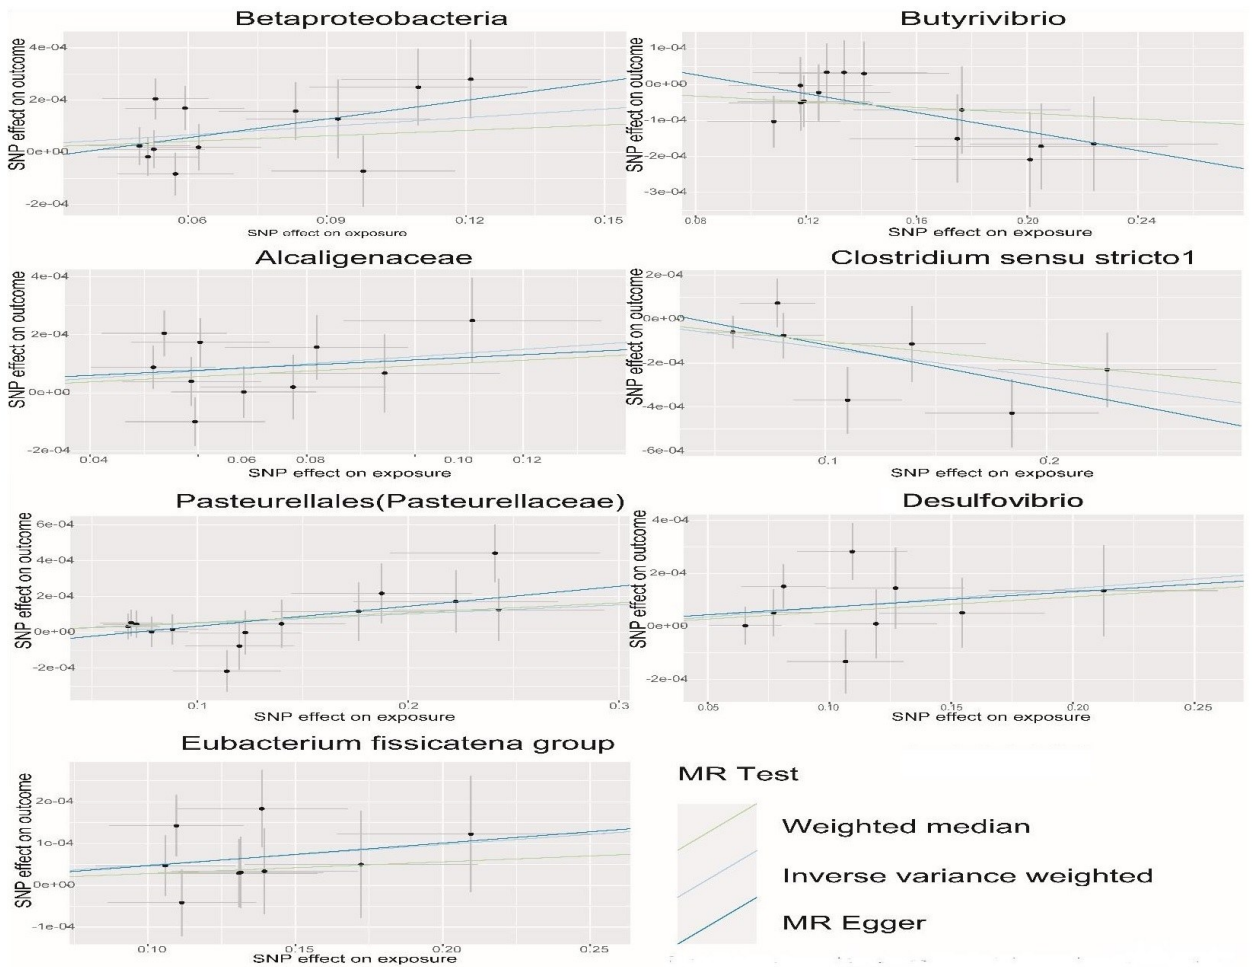 Betaproteobacteria
SNP effect on outcome
4e-04
2e-04
0e+00
-2e-04
0.06 0.09 0.12 0.15
SNP effect on exposure
Butyrivibrio
SNP effect on outcome
1e-04
0e+00
-1e-04
-2e-04
-3e-04
0.08 0.12 0.16 0.20 0.24
SNP effect on exposure
Alcaligenaceae
SNP effect on outcome
4e-04
2e-04
0e+00
-2e-04
0.04 0.06 0.08 0.10 0.12
SNP effect on exposure
Clostridium sensu stricto1
SNP effect on outcome
2e-04
0e+00
-2e-04
-4e-04
-6e-04
0.1 0.2
SNP effect on exposure
Pasteurellales(Pasteurellaceae)
SNP effect on outcome
6e-04
4e-04
2e-04
0e+00
-2e-04
0.1 0.2 0.3
SNP effect on exposure
Desulfovibrio
SNP effect on outcome
4e-04
2e-04
0e+00
-2e-04
0.05 0.10 0.15 0.20 0.25
SNP effect on exposure
Eubacterium fissicatena group
SNP effect on outcome
2e-04
1e-04
0e+00
-1e-04
0.10 0.15 0.20 0.25
SNP effect on exposure
MR Test
Weighted median
Inverse variance weighted
MR Egger